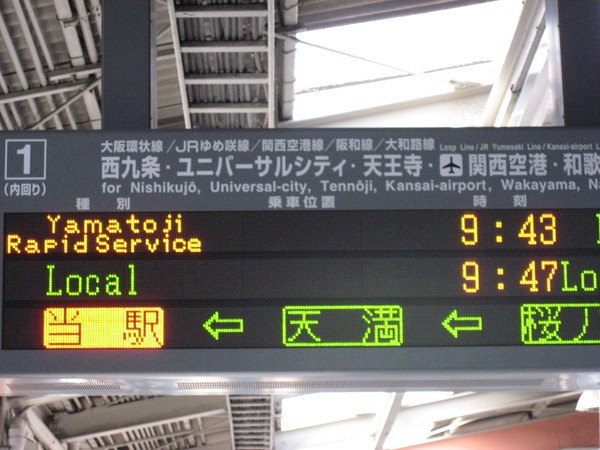 1
(内回り)
大阪環状線/JRゆめ咲線/関西空港線/阪和線/大和路線 Loop Line / JR Yumesaki Line / Kansai-airport
西九条・ユニバーサルシティ・天王寺・関西空港・和歌
for Nishikujō, Universal-city, Tennōji, Kansai-airport, Wakayama,
種別 乗車位置 時刻
Yamatoji
Rapid Service 9:43
Local 9:47 Lo
当駅 ← 天満 ← 桜ノ